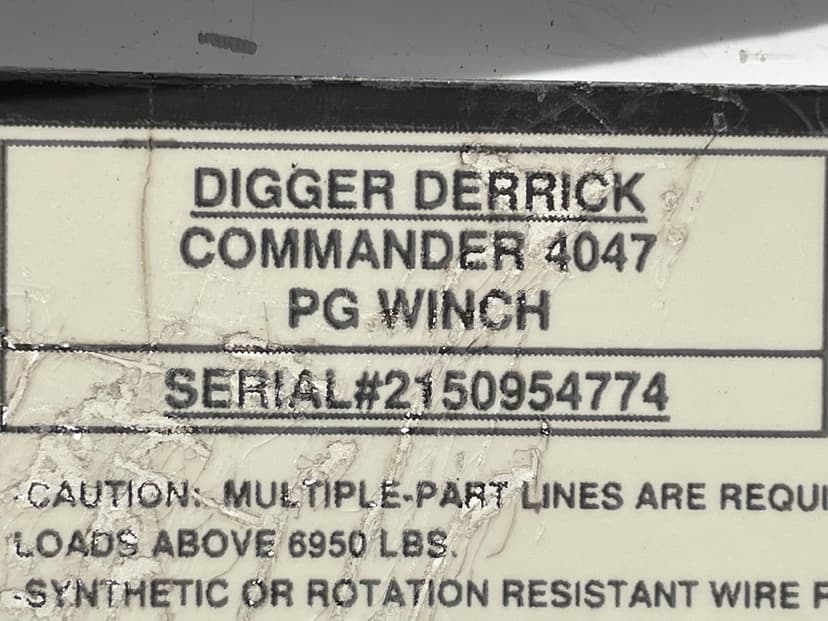 DIGGER DERRICK
COMMANDER 4047
PG WINCH
SERIAL#2150954774
-CAUTION: MULTIPLE-PART LINES ARE REQUI
LOADS ABOVE 6950 LBS.
-SYNTHETIC OR ROTATION RESISTANT WIRE